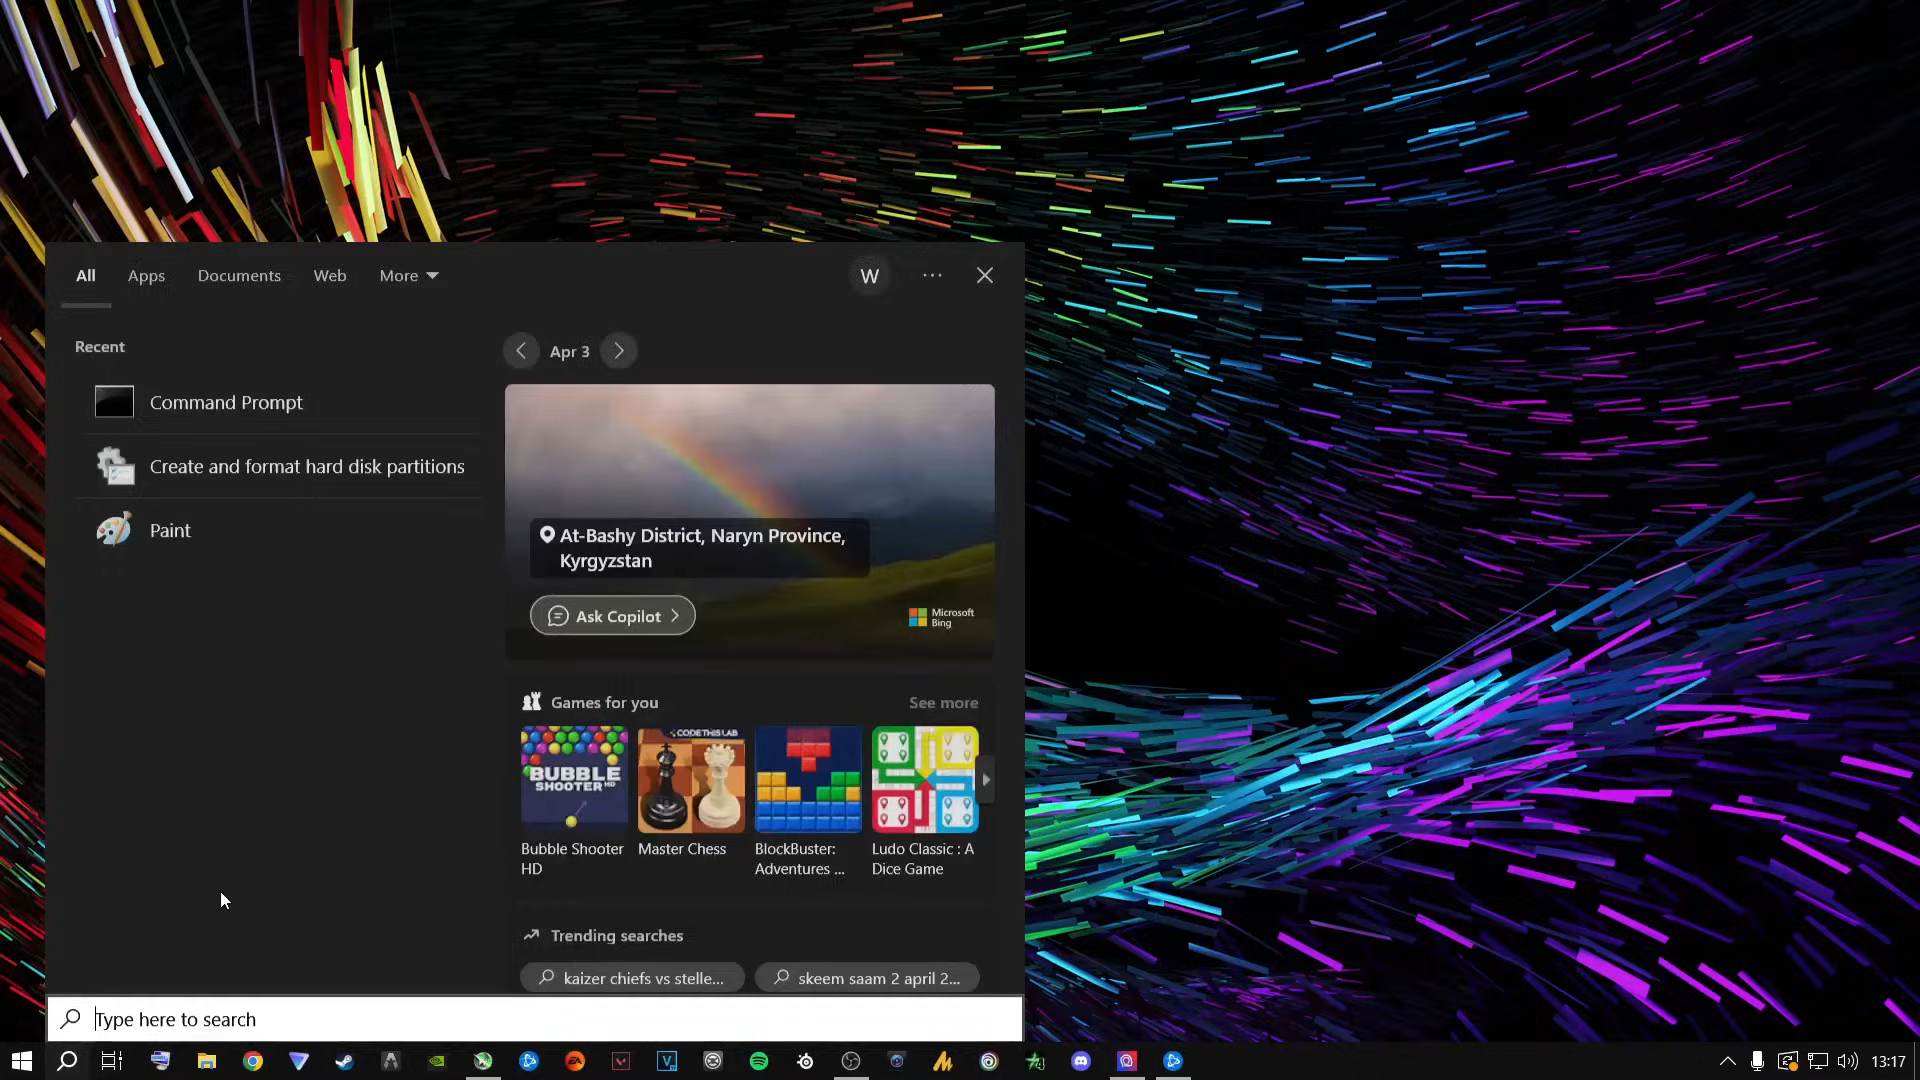 All
Apps
Documents
Web
More
W
Recent
Apr 3
Command Prompt
Create and format hard disk partitions
Paint
At-Bashy District, Naryn Province,
Kyrgyzstan
Ask Copilot
Microsoft
Bing
Games for you
See more
CODETHISLAB
BUBBLE
SHOOTER HD
Bubble Shooter
HD
Master Chess
BlockBuster:
Adventures ...
Ludo Classic : A
Dice Game
Trending searches
kaizer chiefs vs stelle...
skeem saam 2 april 2...
Type here to search
EA
V
13:17